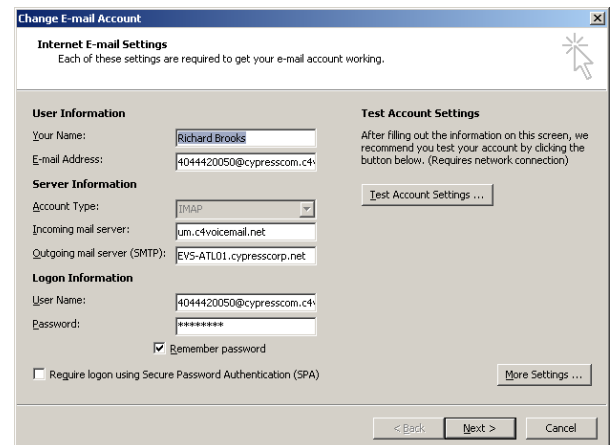 Change E-mail Account
Internet E-mail Settings
Each of these settings are required to get your e-mail account working.
User Information
Your Name: Richard Brooks
E-mail Address: 4044420050@cypresscom.c4v
Server Information
Account Type: IMAP
Incoming mail server: um.c4voicemail.net
Outgoing mail server (SMTP): EVS-ATL01.cypresscorp.net
Logon Information
User Name: 4044420050@cypresscom.c4v
Password: ********
Remember password
Require logon using Secure Password Authentication (SPA)
Test Account Settings
After filling out the information on this screen, we
recommend you test your account by clicking the
button below. (Requires network connection)
Test Account Settings ...
More Settings ...
< Back
Next >
Cancel